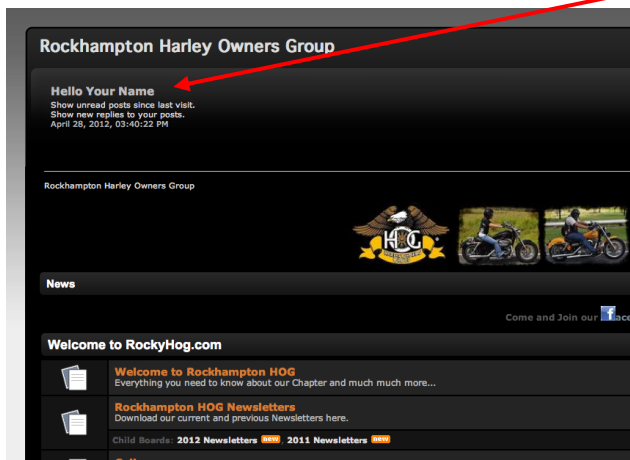 Rockhampton Harley Owners Group
Hello Your Name
Show unread posts since last visit.
Show new replies to your posts.
April 28, 2012, 03:40:22 PM
Rockhampton Harley Owners Group
HOG
News
Come and Join our face
Welcome to RockyHog.com
Welcome to Rockhampton HOG
Everything you need to know about our Chapter and much much more...
Rockhampton HOG Newsletters
Download our current and previous Newsletters here.
Child Boards: 2012 Newsletters new, 2011 Newsletters new